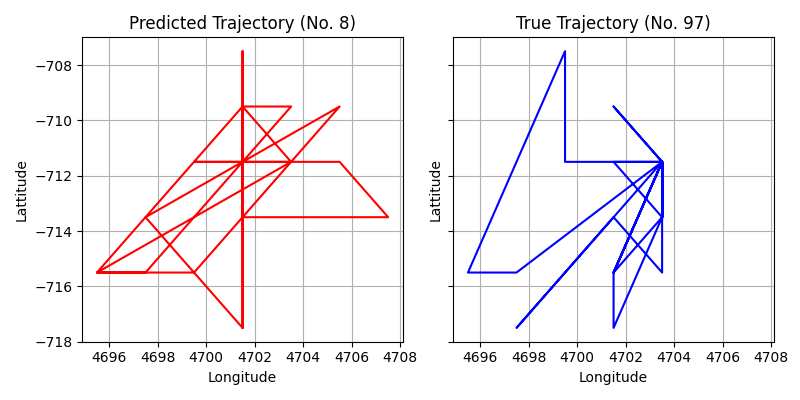 Predicted Trajectory (No. 8)
True Trajectory (No. 97)
Lattitude
Lattitude
−708
−710
−712
−714
−716
−718
4696 4698 4700 4702 4704 4706 4708
4696 4698 4700 4702 4704 4706 4708
Longitude
Longitude